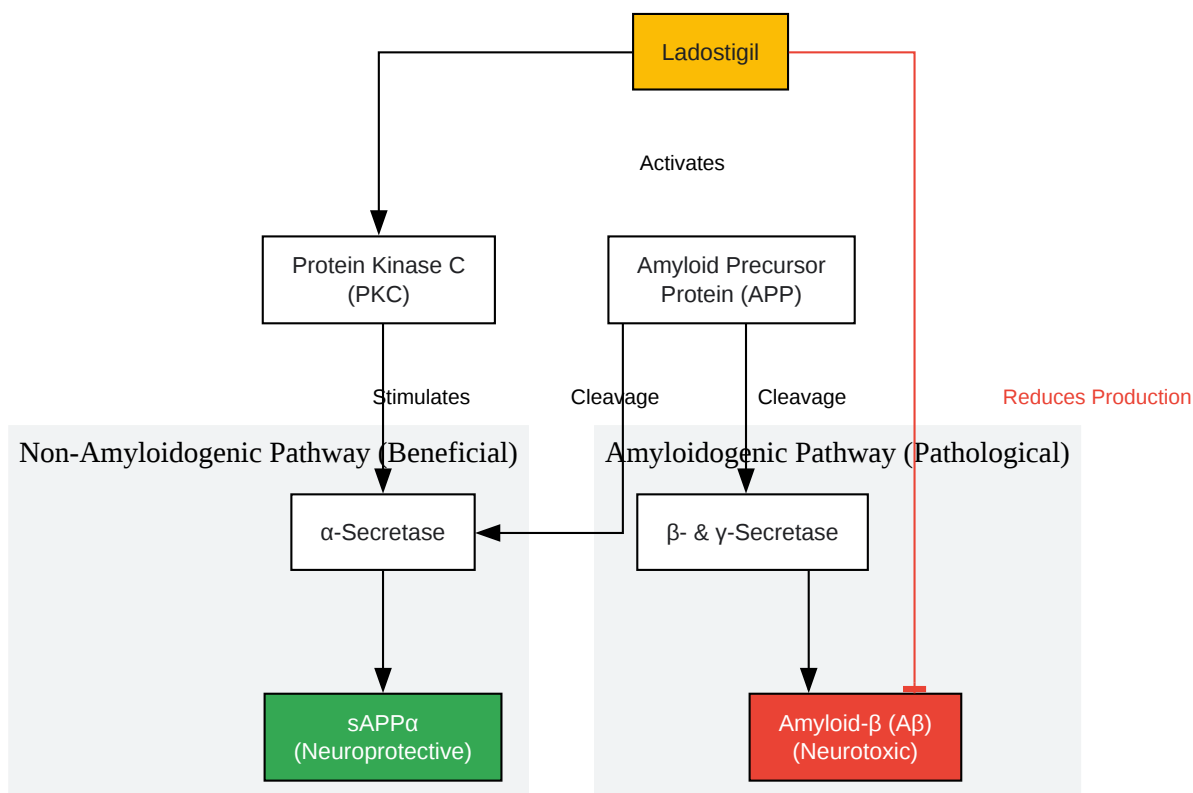 Ladostigil
Activates
Protein Kinase C
(PKC)
Amyloid Precursor
Protein (APP)
Stimulates
Cleavage
Cleavage
Reduces Production
Non-Amyloidogenic Pathway (Beneficial)
Amyloidogenic Pathway (Pathological)
α-Secretase
β- & γ-Secretase
sAPPα
(Neuroprotective)
Amyloid-β (Aβ)
(Neurotoxic)